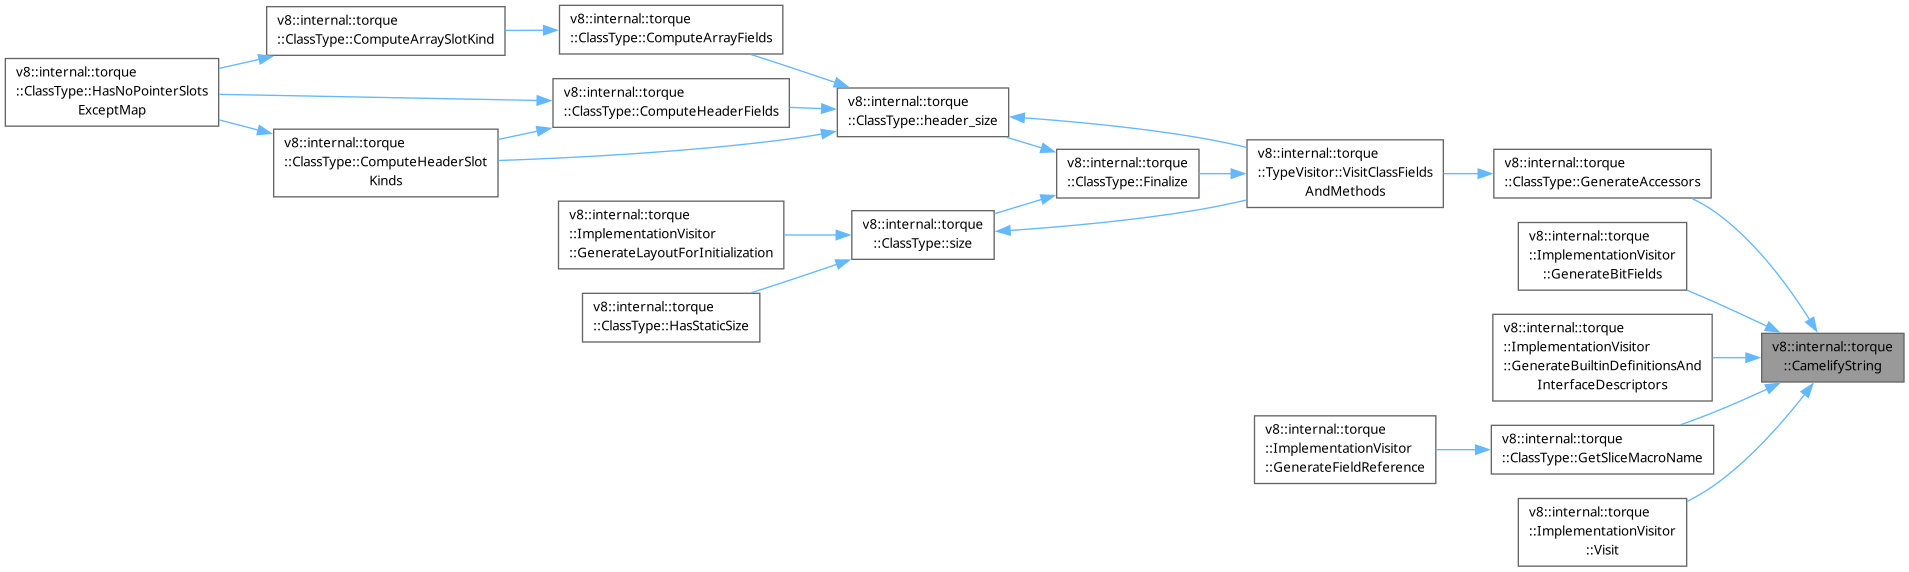 v8::internal::torque
::ClassType::HasNoPointerSlots
ExceptMap
v8::internal::torque
::ClassType::ComputeArraySlotKind
v8::internal::torque
::ClassType::ComputeHeaderSlot
Kinds
v8::internal::torque
::ClassType::ComputeArrayFields
v8::internal::torque
::ClassType::ComputeHeaderFields
v8::internal::torque
::ImplementationVisitor
::GenerateLayoutForInitialization
v8::internal::torque
::ClassType::HasStaticSize
v8::internal::torque
::ClassType::header_size
v8::internal::torque
::ClassType::size
v8::internal::torque
::ClassType::Finalize
v8::internal::torque
::TypeVisitor::VisitClassFields
AndMethods
v8::internal::torque
::ImplementationVisitor
::GenerateFieldReference
v8::internal::torque
::ClassType::GenerateAccessors
v8::internal::torque
::ImplementationVisitor
::GenerateBitFields
v8::internal::torque
::ImplementationVisitor
::GenerateBuiltinDefinitionsAnd
InterfaceDescriptors
v8::internal::torque
::ClassType::GetSliceMacroName
v8::internal::torque
::ImplementationVisitor
::Visit
v8::internal::torque
::CamelifyString